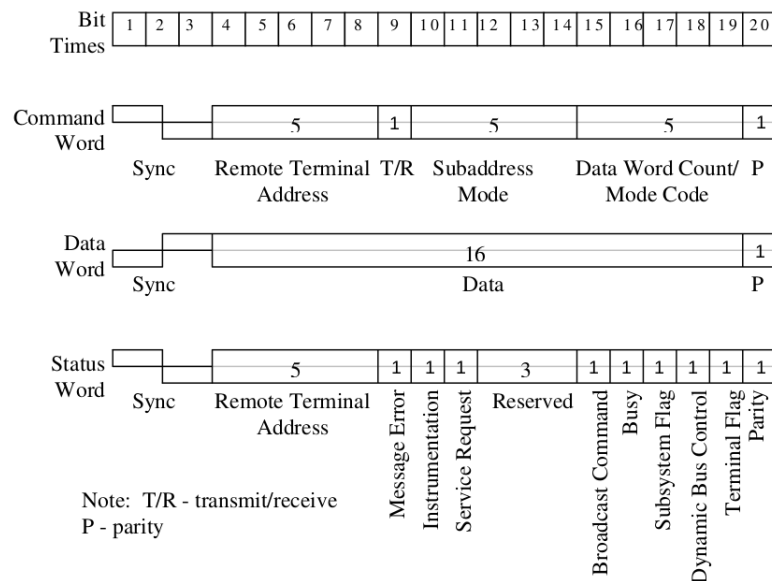 Bit Times
1 2 3 4 5 6 7 8 9 10 11 12 13 14 15 16 17 18 19 20
Command Word
5 1 5 5 1
Sync
Remote Terminal Address
T/R
Subaddress Mode
Data Word Count/ Mode Code
P
Data Word
16 1
Sync
Data
P
Status Word
5 1 1 1 3 1 1 1 1 1 1
Sync
Remote Terminal Address
Message Error
Instrumentation
Service Request
Reserved
Broadcast Command
Busy
Subsystem Flag
Dynamic Bus Control
Terminal Flag
Parity
Note: T/R - transmit/receive
P - parity